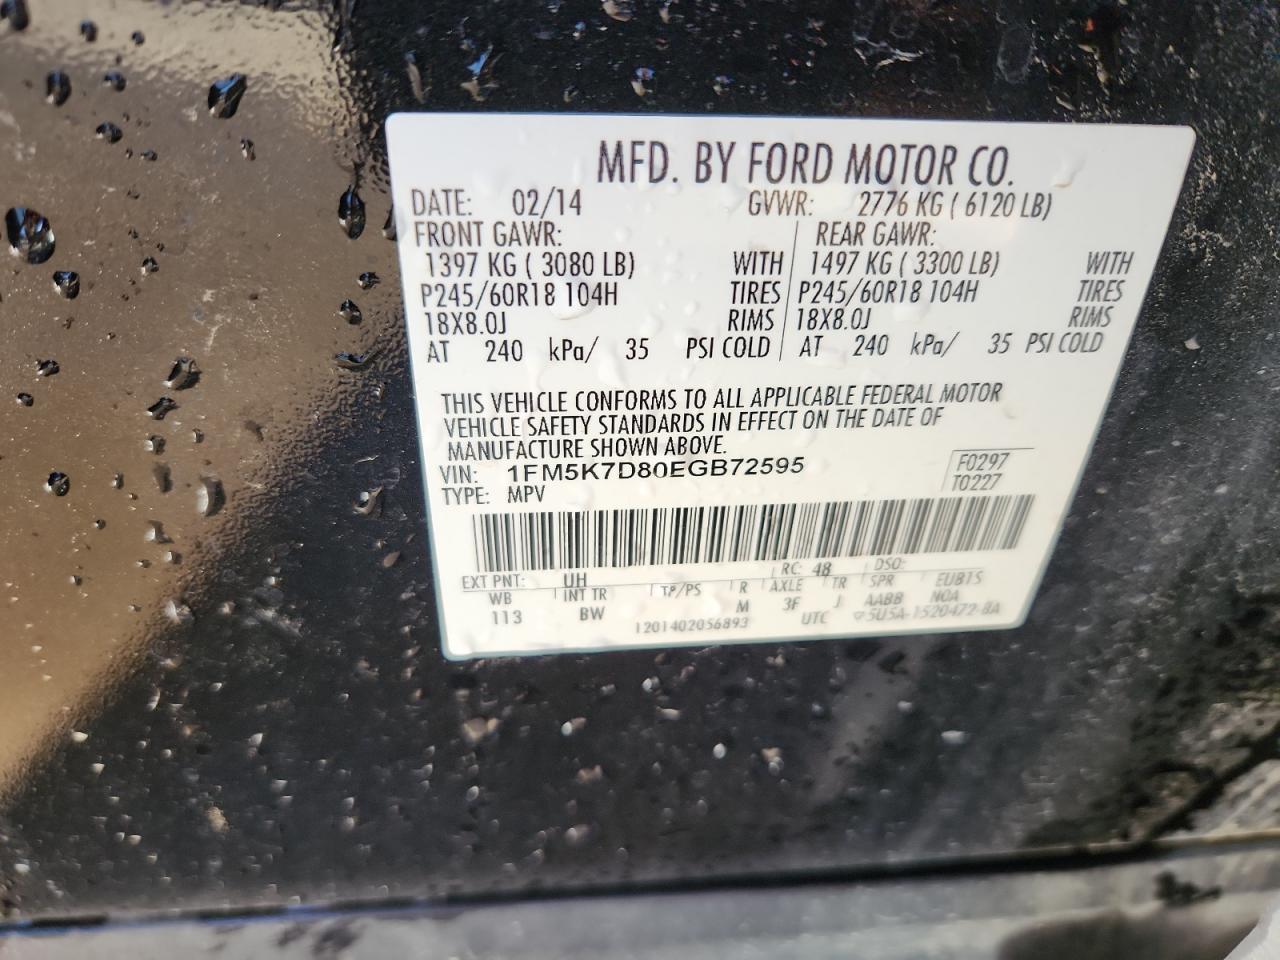 MFD. BY FORD MOTOR CO.
DATE: 02/14 GVWR: 2776 KG ( 6120 LB)
FRONT GAWR: REAR GAWR:
1397 KG ( 3080 LB) WITH 1497 KG ( 3300 LB) WITH
P245/60R18 104H TIRES P245/60R18 104H TIRES
18X8.0J RIMS 18X8.0J RIMS
AT 240 kPa/ 35 PSI COLD AT 240 kPa/ 35 PSI COLD
THIS VEHICLE CONFORMS TO ALL APPLICABLE FEDERAL MOTOR
VEHICLE SAFETY STANDARDS IN EFFECT ON THE DATE OF
MANUFACTURE SHOWN ABOVE.
VIN: 1FM5K7D80EGB72595 F0297
TYPE: MPV T0227
EXT PNT: UH RC: 48 DSO:
WB INT TR TP/PS R AXLE TR SPR EU81S
113 BW M 3F J AABB NOA
1201402056893 UTC 5U5A-1520472-8A